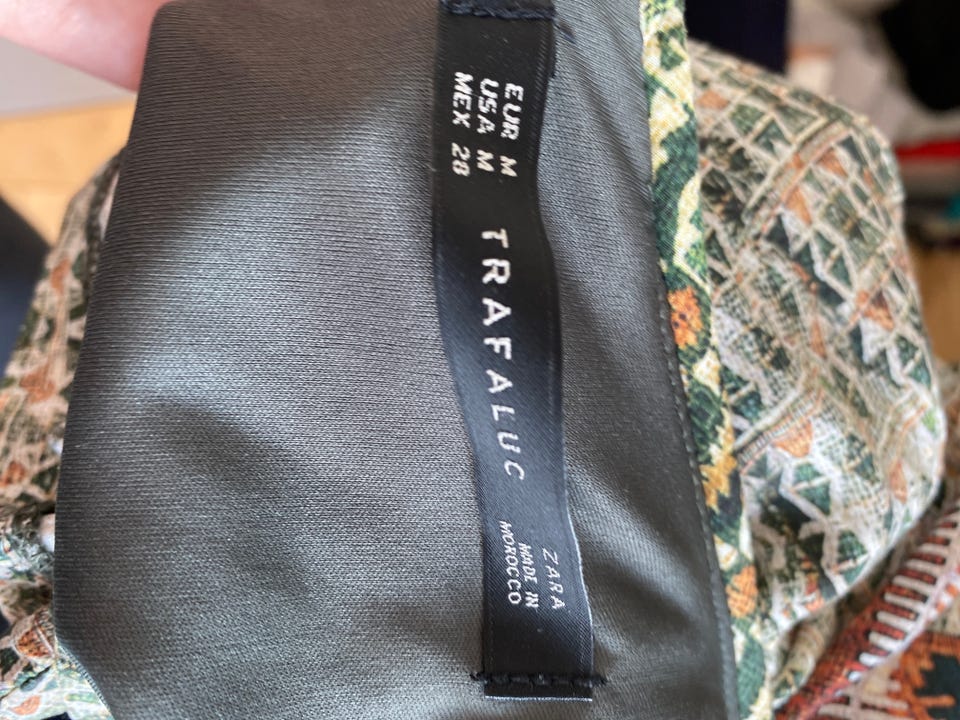 EUR M
USA M
MEX 28
TRAFALUC
ZARA
MADE IN
MOROCCO